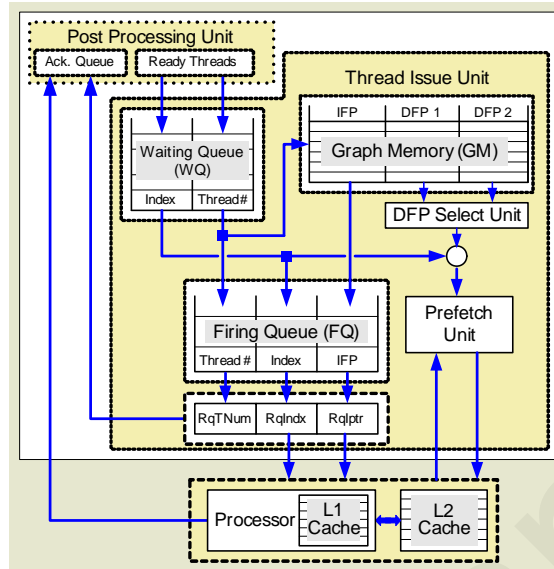 Post Processing Unit
Ack. Queue
Ready Threads
Thread Issue Unit
IFP
DFP 1
DFP 2
Graph Memory (GM)
Waiting Queue
(WQ)
Index
Thread#
DFP Select Unit
Prefetch
Unit
Firing Queue (FQ)
Thread #
Index
IFP
RqTNum
RqIndx
RqIptr
Processor
L1
Cache
L2
Cache